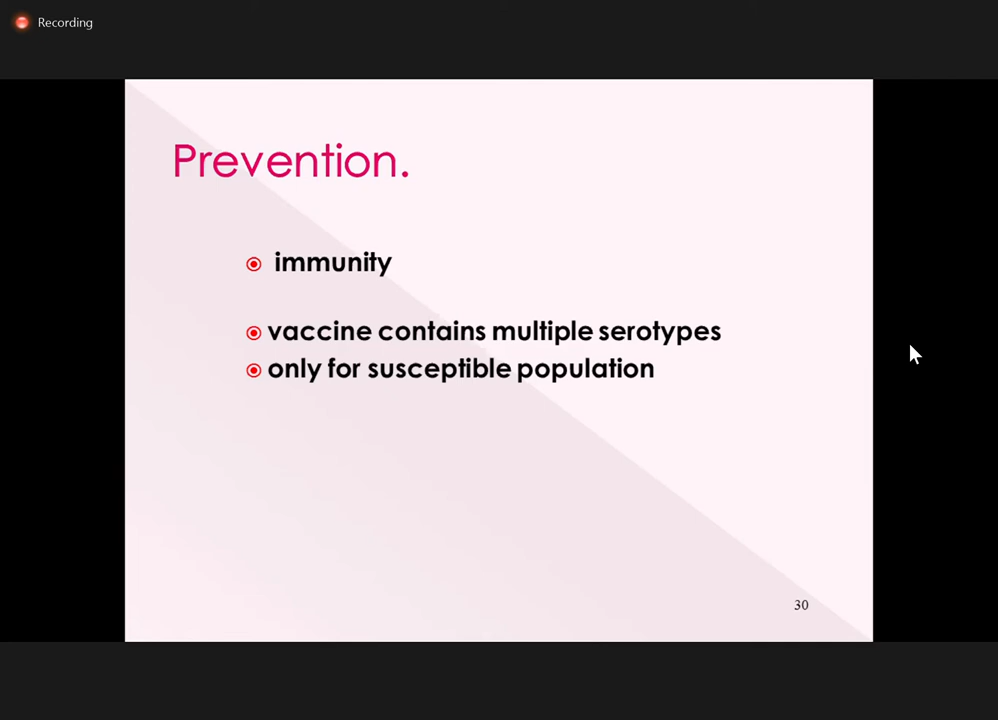 Recording
Prevention.
immunity
vaccine contains multiple serotypes
only for susceptible population
30